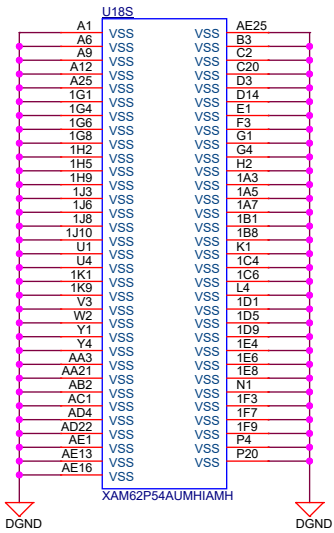 U18S
A1 VSS VSS AE25
A6 VSS VSS B3
A9 VSS VSS C2
A12 VSS VSS C20
A25 VSS VSS D3
1G1 VSS VSS D14
1G4 VSS VSS E1
1G6 VSS VSS F3
1G8 VSS VSS G1
1H2 VSS VSS G4
1H5 VSS VSS H2
1H9 VSS VSS 1A3
1J3 VSS VSS 1A5
1J6 VSS VSS 1A7
1J8 VSS VSS 1B1
1J10 VSS VSS 1B8
U1 VSS VSS K1
U4 VSS VSS 1C4
1K1 VSS VSS 1C6
1K9 VSS VSS L4
V3 VSS VSS 1D1
W2 VSS VSS 1D5
Y1 VSS VSS 1D9
Y4 VSS VSS 1E4
AA3 VSS VSS 1E6
AA21 VSS VSS 1E8
AB2 VSS VSS N1
AC1 VSS VSS 1F3
AD4 VSS VSS 1F7
AD22 VSS VSS 1F9
AE1 VSS VSS P4
AE13 VSS VSS P20
AE16 VSS
XAM62P54AUMHIAMH
DGND DGND